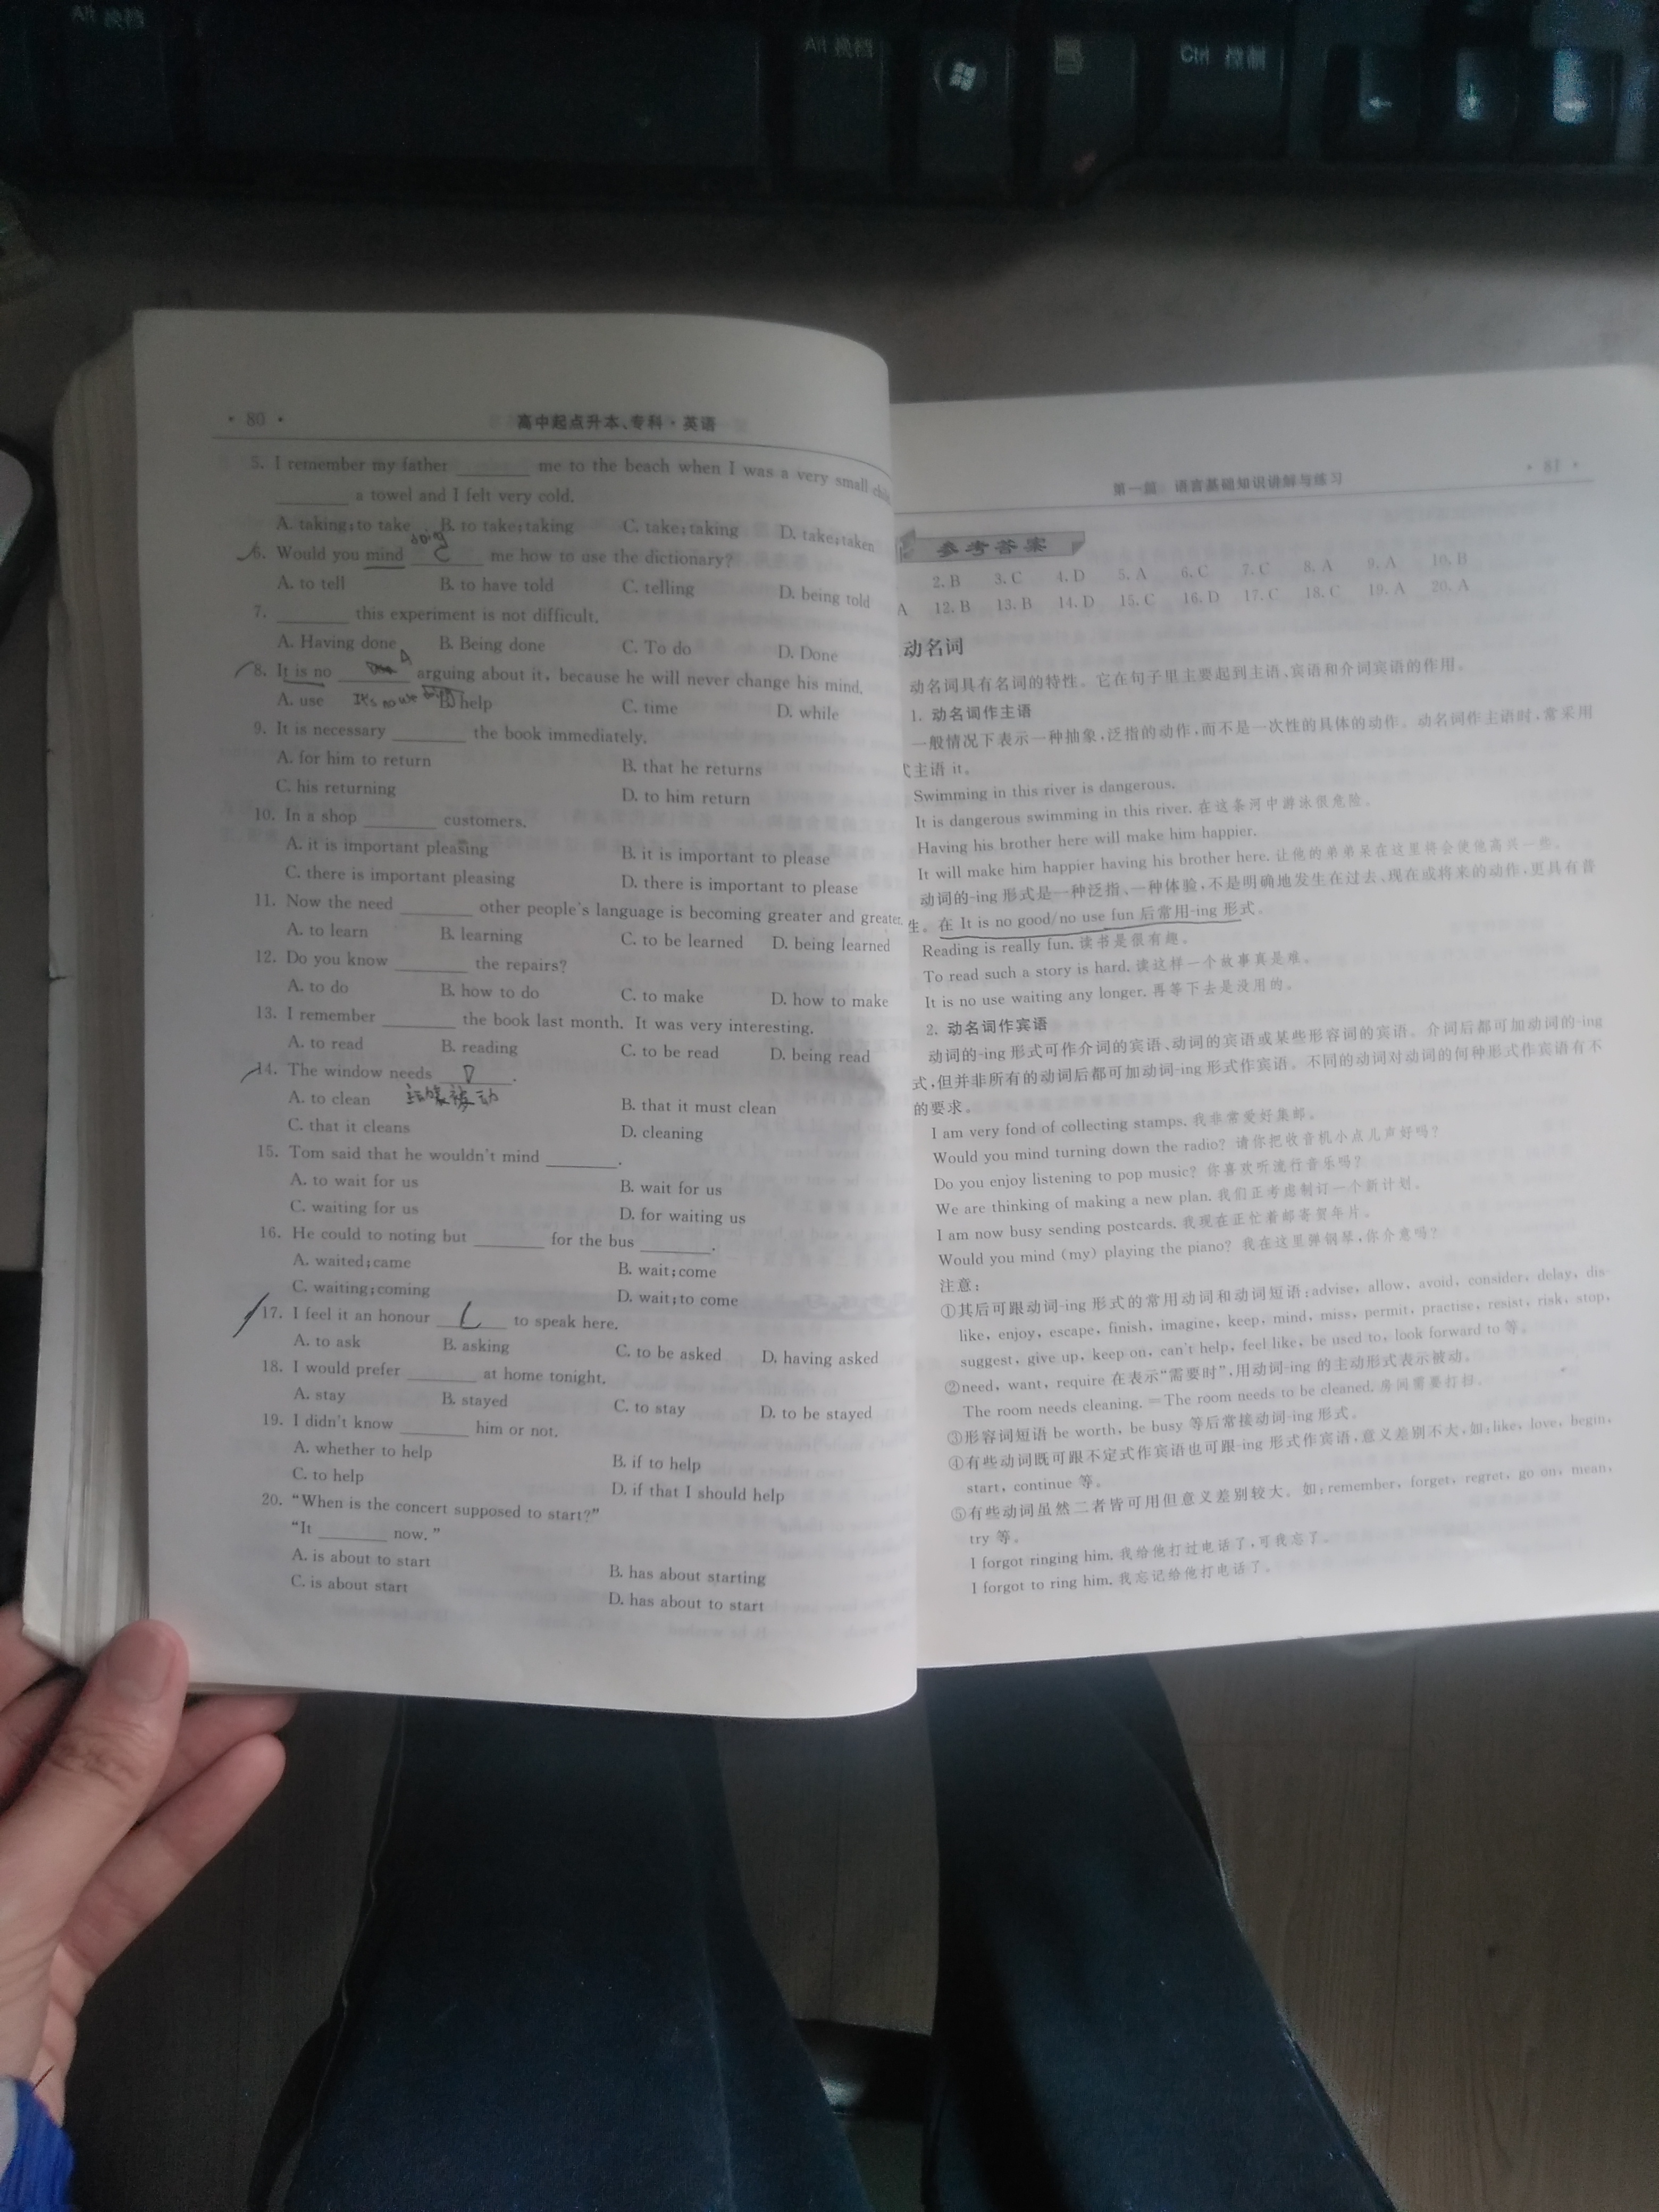 Alt
Alt
Ctrl
· 80 ·
高中起点升本、专科·英语
5. I remember my father ______ me to the beach when I was a very small
______ a towel and I felt very cold.
A. taking;to take B. to take;taking C. take;taking D. take;taken
doing
6. Would you mind C me how to use the dictionary?
A. to tell B. to have told C. telling D. being told
7. ______ this experiment is not difficult.
A. Having done B. Being done C. To do D. Done
8. It is no A arguing about it, because he will never change his mind.
A. use It's no use B. help C. time D. while
9. It is necessary ______ the book immediately.
A. for him to return B. that he returns
C. his returning D. to him return
10. In a shop ______ customers.
A. it is important pleasing B. it is important to please
C. there is important pleasing D. there is important to please
11. Now the need ______ other people's language is becoming greater and greater.
A. to learn B. learning C. to be learned D. being learned
12. Do you know ______ the repairs?
A. to do B. how to do C. to make D. how to make
13. I remember ______ the book last month. It was very interesting.
A. to read B. reading C. to be read D. being read
14. The window needs D.
A. to clean 被动 B. that it must clean
C. that it cleans D. cleaning
15. Tom said that he wouldn't mind ______.
A. to wait for us B. wait for us
C. waiting for us D. for waiting us
16. He could to noting but ______ for the bus ______.
A. waited;came B. wait;come
C. waiting;coming D. wait;to come
17. I feel it an honour C to speak here.
A. to ask B. asking C. to be asked D. having asked
18. I would prefer ______ at home tonight.
A. stay B. stayed C. to stay D. to be stayed
19. I didn't know ______ him or not.
A. whether to help B. if to help
C. to help D. if that I should help
20. “When is the concert supposed to start?”
“It ______ now.”
A. is about to start B. has about starting
C. is about start D. has about to start
第一篇 语言基础知识讲解与练习
· 81 ·
参考答案
2. B 3. C 4. D 5. A 6. C 7. C 8. A 9. A 10. B
A 12. B 13. B 14. D 15. C 16. D 17. C 18. C 19. A 20. A
动名词
动名词具有名词的特性。它在句子里主要起到主语、宾语和介词宾语的作用。
1. 动名词作主语
一般情况下表示一种抽象,泛指的动作,而不是一次性的具体的动作。动名词作主语时,常采用
主语 it。
Swimming in this river is dangerous.
It is dangerous swimming in this river. 在这条河中游泳很危险。
Having his brother here will make him happier.
It will make him happier having his brother here. 让他的弟弟呆在这里将会使他高兴一些。
动词的-ing 形式是一种泛指、一种体验,不是明确地发生在过去、现在或将来的动作,更具有普
生。在 It is no good/no use fun 后常用-ing 形式。
Reading is really fun. 读书是很有趣。
To read such a story is hard. 读这样一个故事真是难。
It is no use waiting any longer. 再等下去是没用的。
2. 动名词作宾语
动词的-ing 形式可作介词的宾语、动词的宾语或某些形容词的宾语。介词后都可加动词的-ing
式,但并非所有的动词后都可加动词-ing 形式作宾语。不同的动词对动词的何种形式作宾语有不
的要求。
I am very fond of collecting stamps. 我非常爱好集邮。
Would you mind turning down the radio? 请你把收音机小点儿声好吗?
Do you enjoy listening to pop music? 你喜欢听流行音乐吗?
We are thinking of making a new plan. 我们正考虑制订一个新计划。
I am now busy sending postcards. 我现在正忙着邮寄贺年片。
Would you mind (my) playing the piano? 我在这里弹钢琴,你介意吗?
注意:
①其后可跟动词-ing 形式的常用动词和动词短语:advise, allow, avoid, consider, delay, dis-
like, enjoy, escape, finish, imagine, keep, mind, miss, permit, practise, resist, risk, stop,
suggest, give up, keep on, can't help, feel like, be used to, look forward to 等。
②need, want, require 在表示“需要时”,用动词-ing 的主动形式表示被动。
The room needs cleaning. =The room needs to be cleaned. 房间需要打扫。
③形容词短语 be worth, be busy 等后常接动词-ing 形式。
④有些动词既可跟不定式作宾语也可跟-ing 形式作宾语,意义差别不大,如:like, love, begin,
start, continue 等。
⑤有些动词虽然二者皆可用但意义差别较大。如:remember, forget, regret, go on, mean,
try 等。
I forgot ringing him. 我给他打过电话了,可我忘了。
I forgot to ring him. 我忘记给他打电话了。